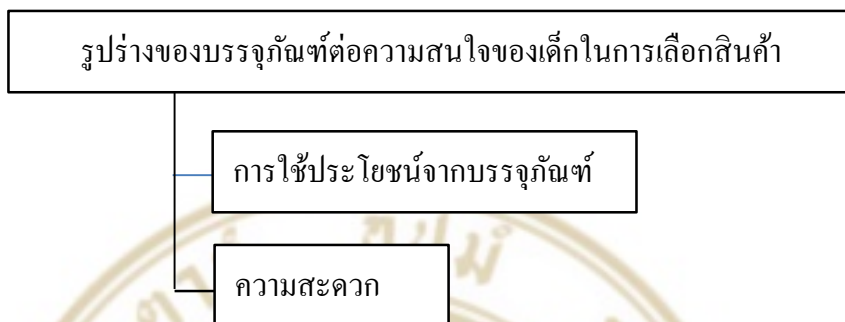 รูปร่างของบรรจุภัณฑ์ต่อความสนใจของเด็กในการเลือกสินค้า
การใช้ประโยชน์จากบรรจุภัณฑ์
ความสะดวก